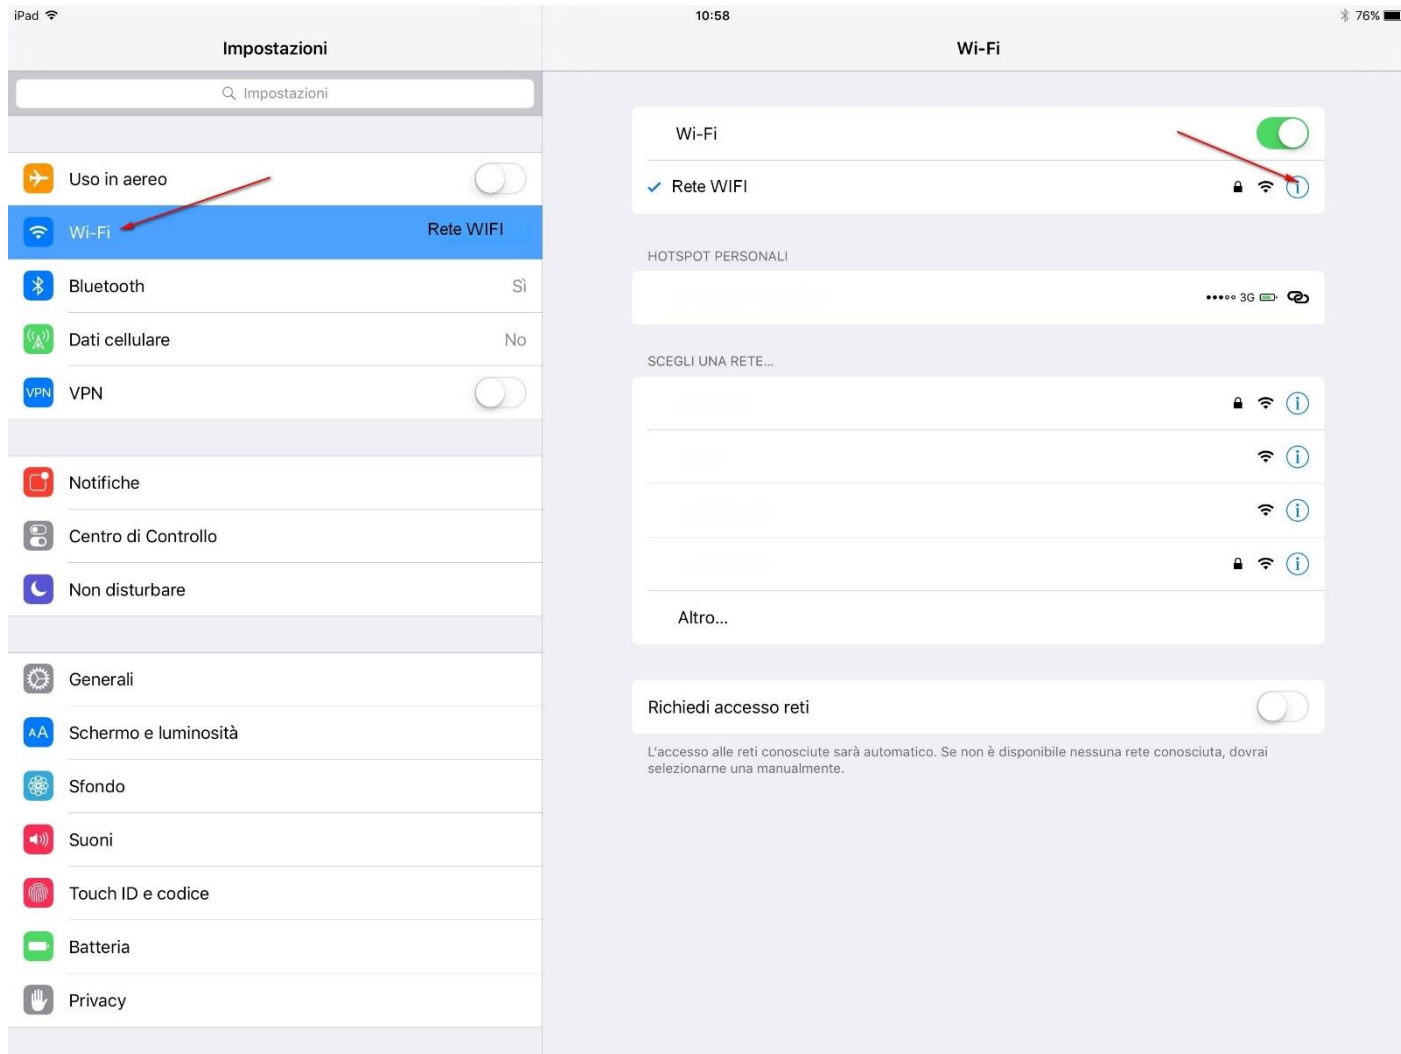 iPad
10:58
76%
Impostazioni
Wi-Fi
Impostazioni
Uso in aereo
Wi-Fi Rete WIFI
Bluetooth Sì
Dati cellulare No
VPN VPN
Notifiche
Centro di Controllo
Non disturbare
Generali
AA Schermo e luminosità
Sfondo
Suoni
Touch ID e codice
Batteria
Privacy
Wi-Fi
Rete WIFI
HOTSPOT PERSONALI
3G
SCEGLI UNA RETE...
Altro...
Richiedi accesso reti
L'accesso alle reti conosciute sarà automatico. Se non è disponibile nessuna rete conosciuta, dovrai
selezionarne una manualmente.